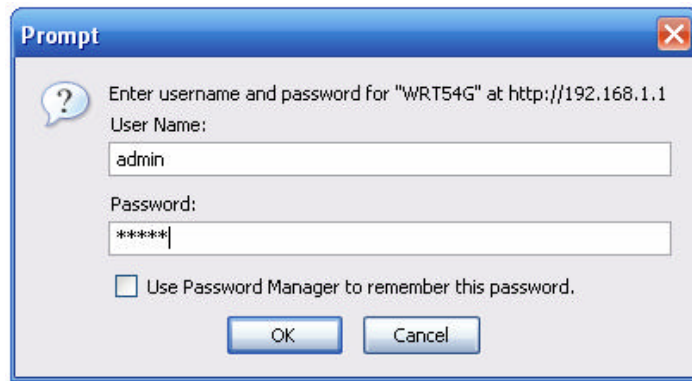 Prompt
Enter username and password for "WRT54G" at http://192.168.1.1
User Name:
admin
Password:
*****
Use Password Manager to remember this password.
OK
Cancel